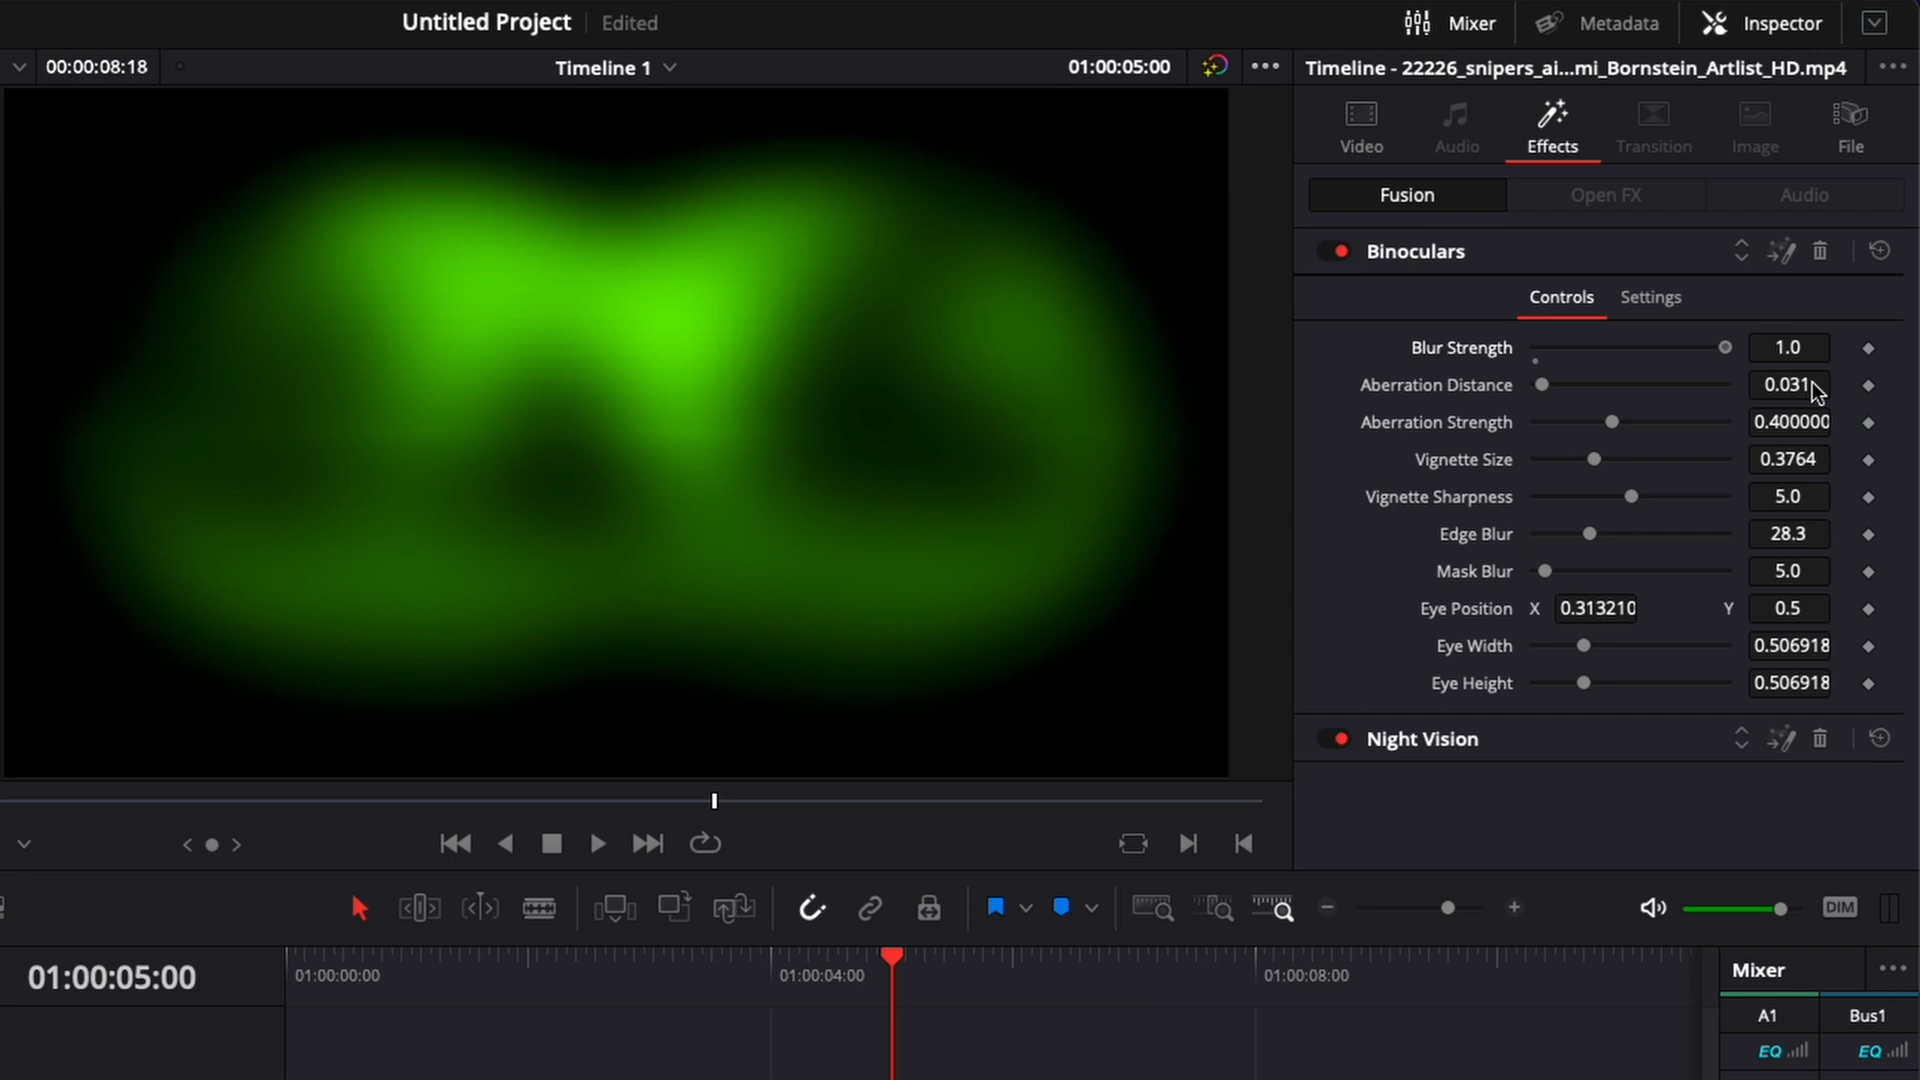 Untitled Project
Edited
Mixer
Metadata
Inspector
00:00:08:18
Timeline 1
01:00:05:00
Timeline - 22226_snipers_ai...mi_Bornstein_Artlist_HD.mp4
Video
Audio
Effects
Transition
Image
File
Fusion
Open FX
Audio
Binoculars
Controls
Settings
Blur Strength 1.0
Aberration Distance 0.031
Aberration Strength 0.400000
Vignette Size 0.3764
Vignette Sharpness 5.0
Edge Blur 28.3
Mask Blur 5.0
Eye Position X 0.313210 Y 0.5
Eye Width 0.506918
Eye Height 0.506918
Night Vision
DIM
01:00:05:00
01:00:00:00
01:00:04:00
01:00:08:00
Mixer
A1
Bus1
EQ
EQ